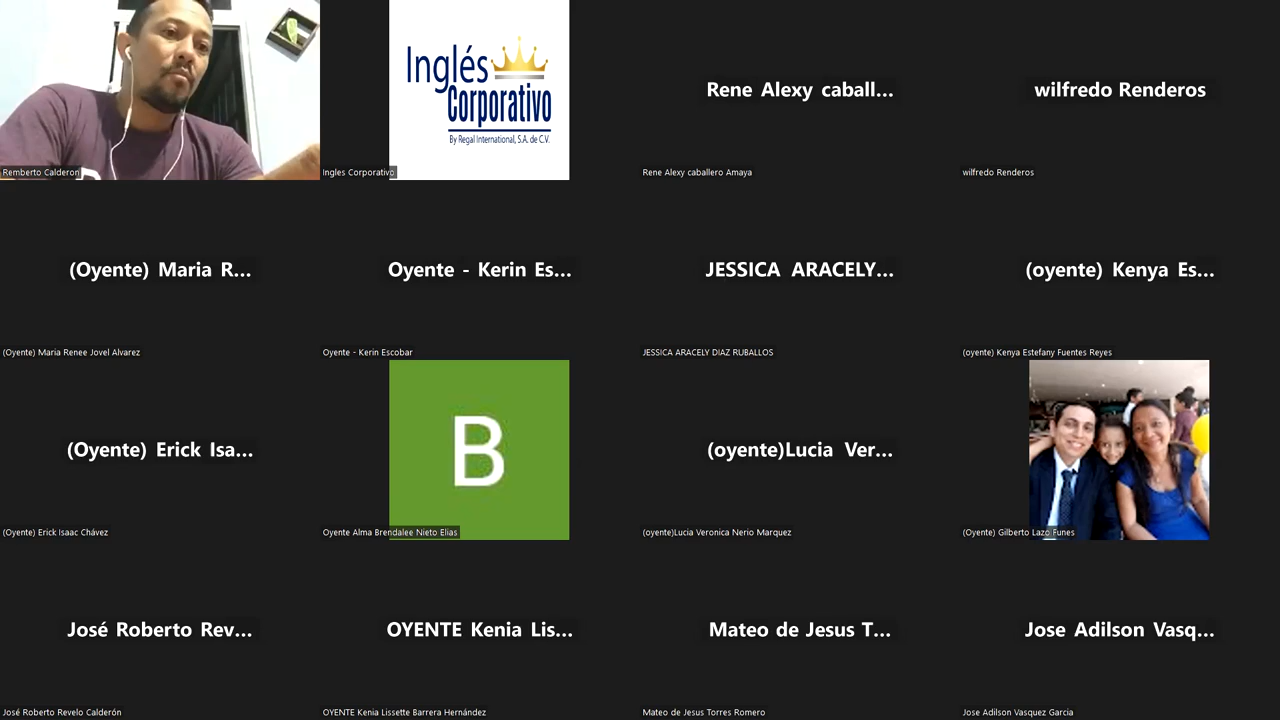 Remberto Calderon
Inglés
Corporativo
By Regal International, S.A. de C.V.
Ingles Corporativo
Rene Alexy caball...
Rene Alexy caballero Amaya
wilfredo Renderos
wilfredo Renderos
(Oyente) Maria R...
(Oyente) Maria Renee Jovel Alvarez
Oyente - Kerin Es...
Oyente - Kerin Escobar
JESSICA ARACELY...
JESSICA ARACELY DIAZ RUBALLOS
(oyente) Kenya Es...
(oyente) Kenya Estefany Fuentes Reyes
(Oyente) Erick Isa...
(Oyente) Erick Isaac Chávez
B
Oyente Alma Brendalee Nieto Elias
(oyente)Lucia Ver...
(oyente)Lucia Veronica Nerio Marquez
(Oyente) Gilberto Lazo Funes
José Roberto Rev...
José Roberto Revelo Calderón
OYENTE Kenia Lis...
OYENTE Kenia Lissette Barrera Hernández
Mateo de Jesus T...
Mateo de Jesus Torres Romero
Jose Adilson Vasq...
Jose Adilson Vasquez Garcia